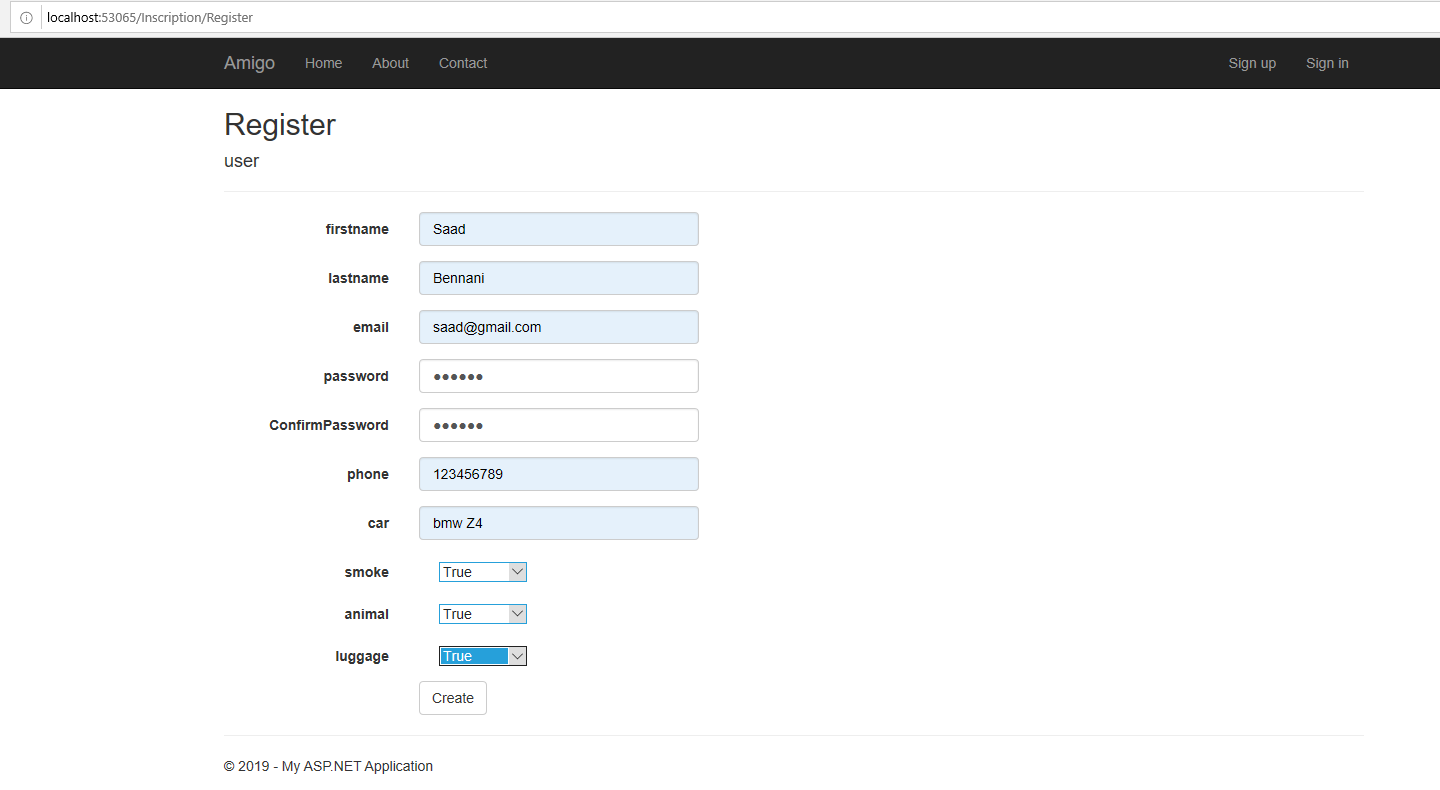 localhost:53065/Inscription/Register
Amigo Home About Contact Sign up Sign in
Register
user
firstname Saad
lastname Bennani
email saad@gmail.com
password ●●●●●●
ConfirmPassword ●●●●●●
phone 123456789
car bmw Z4
smoke True
animal True
luggage True
Create
© 2019 - My ASP.NET Application